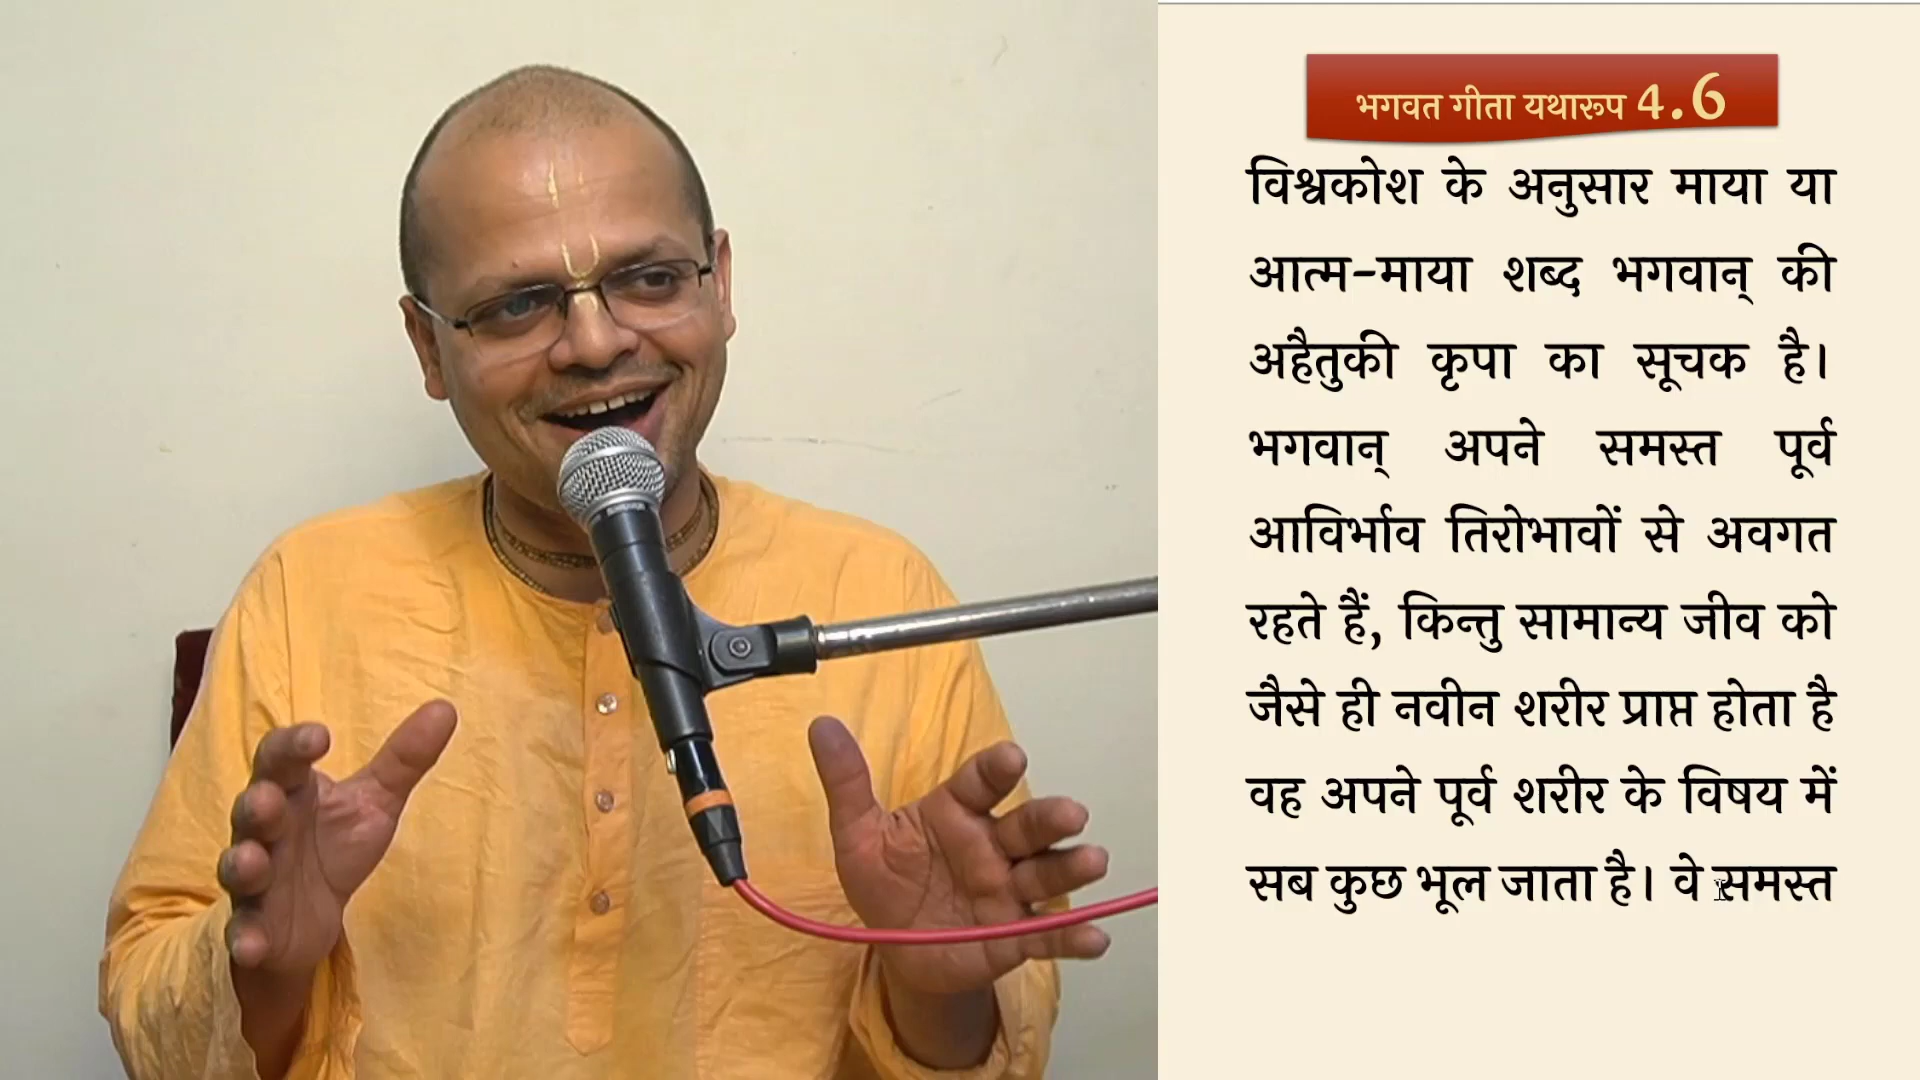 भगवत गीता यथारूप 4.6
विश्वकोश के अनुसार माया या
आत्म-माया शब्द भगवान् की
अहैतुकी कृपा का सूचक है।
भगवान् अपने समस्त पूर्व
आविर्भाव तिरोभावों से अवगत
रहते हैं, किन्तु सामान्य जीव को
जैसे ही नवीन शरीर प्राप्त होता है
वह अपने पूर्व शरीर के विषय में
सब कुछ भूल जाता है। वे समस्त